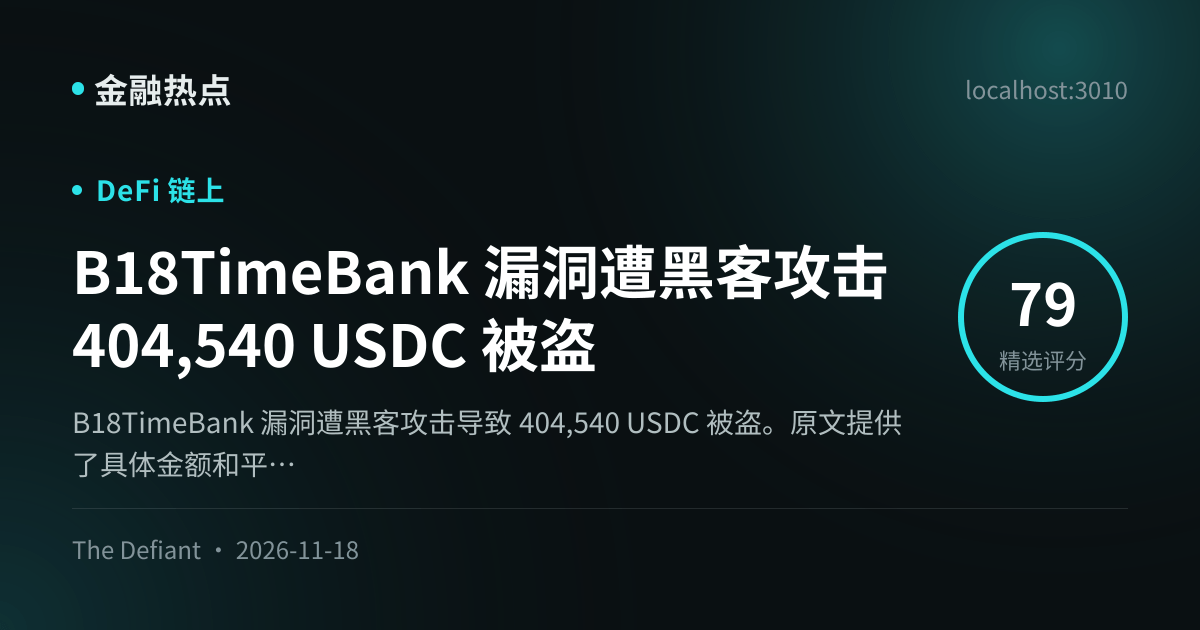 金融热点
localhost:3010
DeFi 链上
B18TimeBank 漏洞遭黑客攻击
404,540 USDC 被盗
79
精选评分
B18TimeBank 漏洞遭黑客攻击导致 404,540 USDC 被盗。原文提供
了具体金额和平…
The Defiant · 2026-11-18